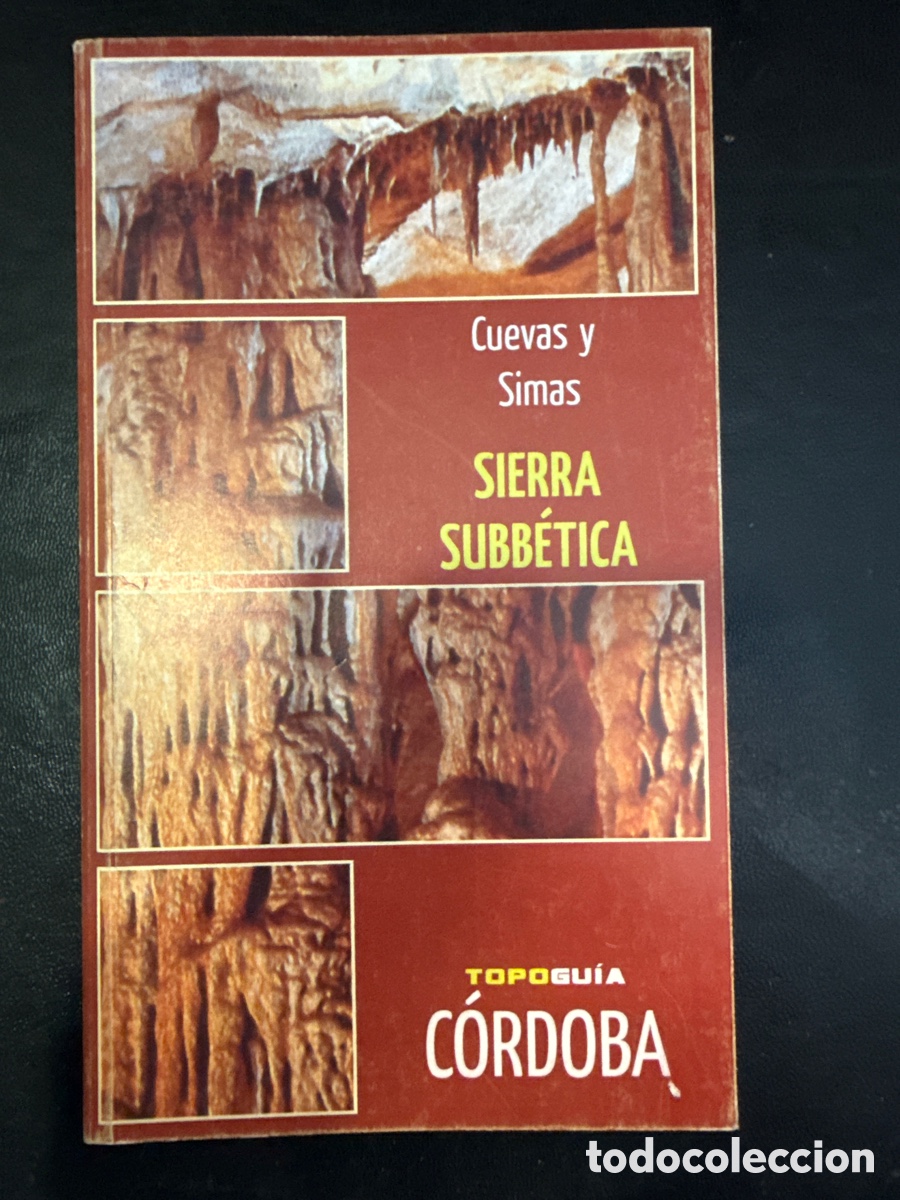 Cuevas y
Simas
SIERRA
SUBBÉTICA
TOPOGUÍA
CÓRDOBA
todocoleccion